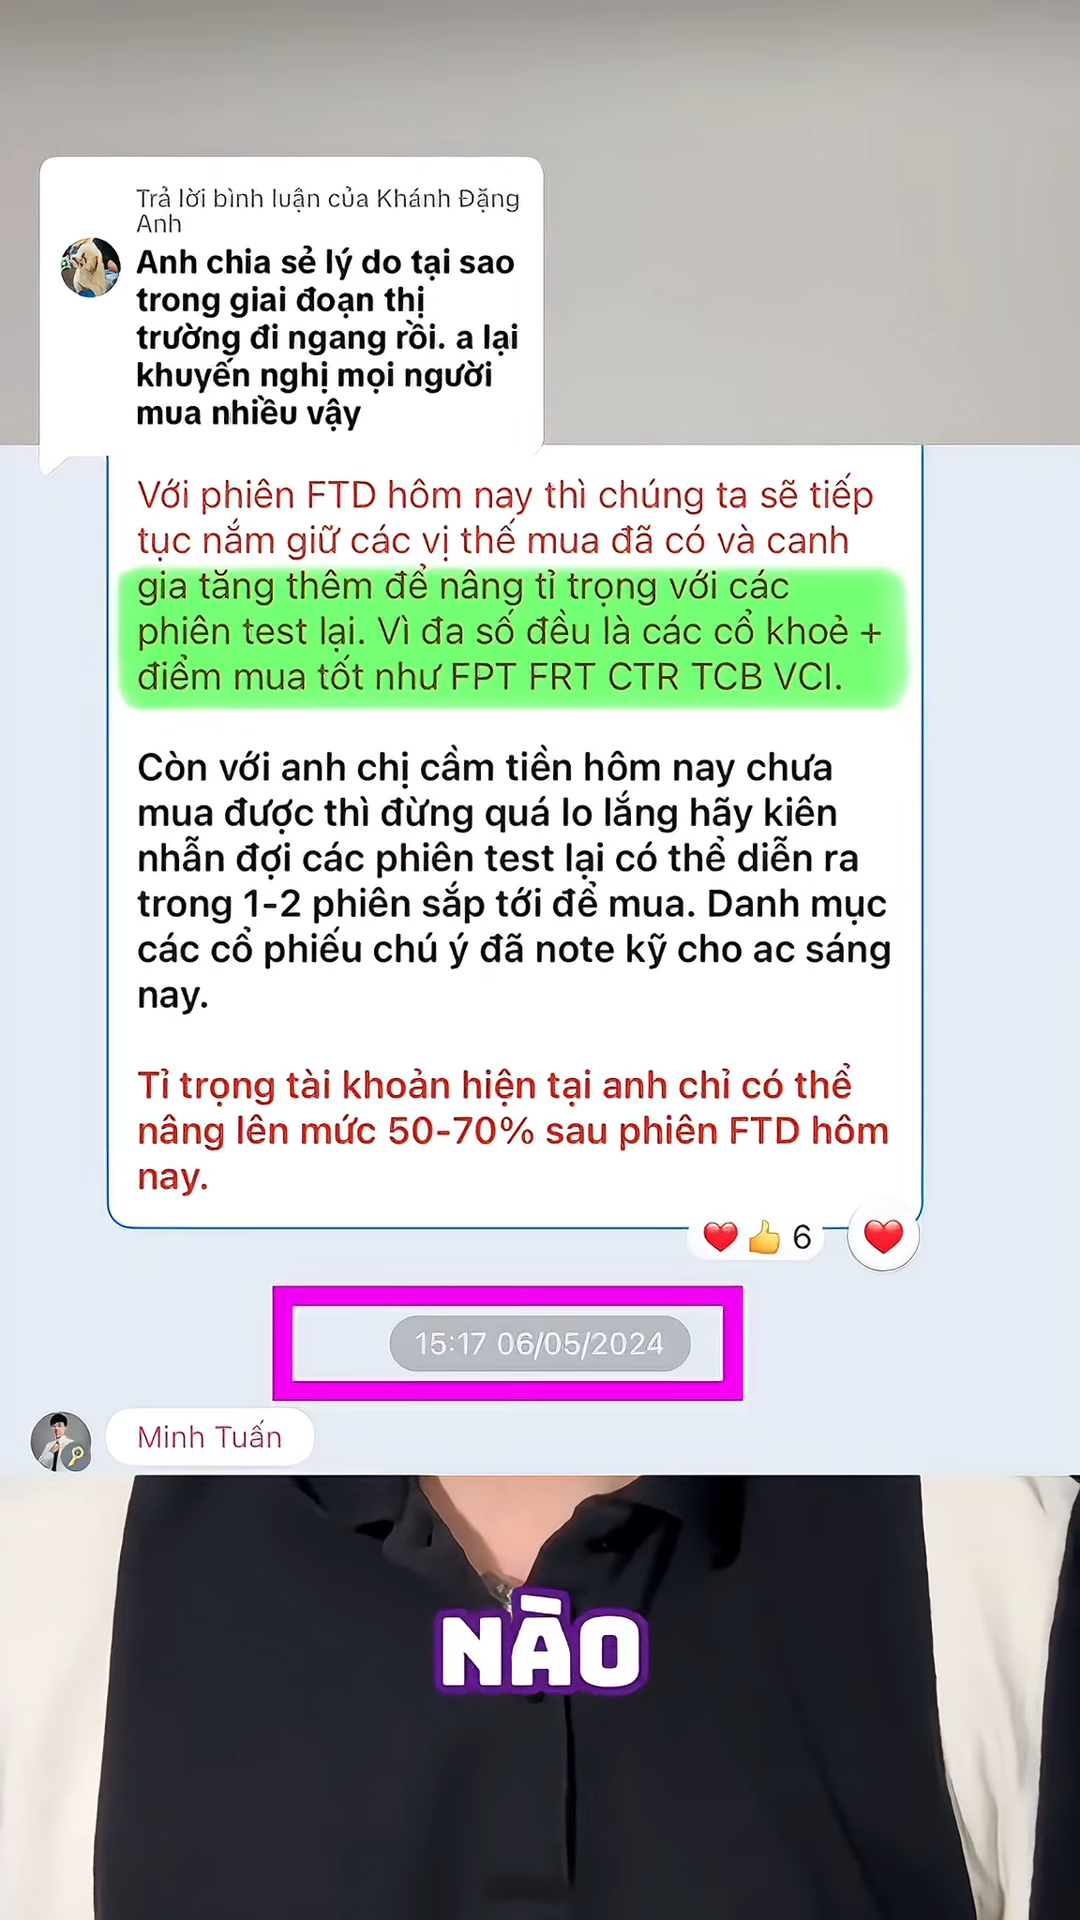 Trả lời bình luận của Khánh Đặng
Anh
Anh chia sẻ lý do tại sao
trong giai đoạn thị
trường đi ngang rồi. a lại
khuyến nghị mọi người
mua nhiều vậy
Với phiên FTD hôm nay thì chúng ta sẽ tiếp
tục nắm giữ các vị thế mua đã có và canh
gia tăng thêm để nâng tỉ trọng với các
phiên test lại. Vì đa số đều là các cổ khoẻ +
điểm mua tốt như FPT FRT CTR TCB VCI.
Còn với anh chị cầm tiền hôm nay chưa
mua được thì đừng quá lo lắng hãy kiên
nhẫn đợi các phiên test lại có thể diễn ra
trong 1-2 phiên sắp tới để mua. Danh mục
các cổ phiếu chú ý đã note kỹ cho ac sáng
nay.
Tỉ trọng tài khoản hiện tại anh chỉ có thể
nâng lên mức 50-70% sau phiên FTD hôm
nay.
6
15:17 06/05/2024
Minh Tuấn
NÃO